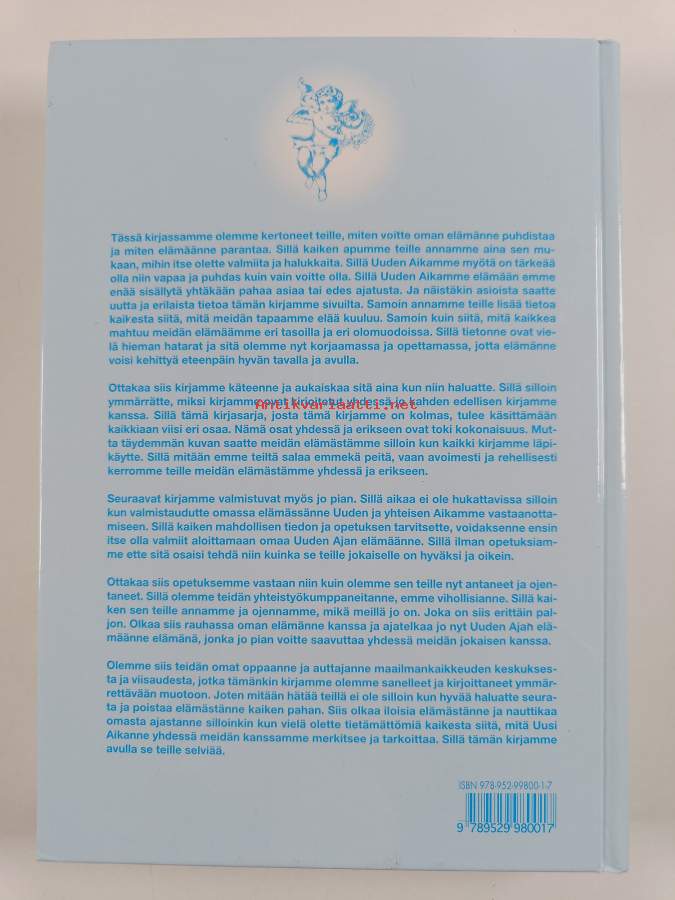 Tässä kirjassamme olemme kertoneet teille, miten voitte oman elämänne puhdistaa
ja miten elämäänne parantaa. Sillä kaiken apumme teille annamme aina sen mu-
kaan, mihin itse olette valmiita ja halukkaita. Sillä Uuden Aikamme myötä on tärkeää
olla niin vapaa ja puhdas kuin vain voitte olla. Sillä Uuden Aikamme elämään emme
enää sisällytä yhtäkään pahaa asiaa tai edes ajatusta. Ja näistäkin asioista saatte
uutta ja erilaista tietoa tämän kirjamme sivuilta. Samoin annamme teille lisää tietoa
kaikesta siitä, mitä meidän tapaamme elää kuuluu. Samoin kuin siitä, mitä kaikkea
mahtuu meidän elämäämme eri tasoilla ja eri olomuodoissa. Sillä tietonne ovat vie-
lä hieman hatarat ja sitä olemme nyt korjaamassa ja opettamassa, jotta elämänne
voisi kehittyä eteenpäin hyvän tavalla ja avulla.
Ottakaa siis kirjamme käteenne ja aukaiskaa sitä aina kun niin haluatte. Sillä silloin
ymmärrätte, miksi kirjamme ovat kirjoitetut yhdessä jo kahden edellisen kirjamme
Antikvariaatti.net
kanssa. Sillä tämä kirjasarja, josta tämä kirjamme on kolmas, tulee käsittämään
kaikkiaan viisi eri osaa. Nämä osat yhdessä ja erikseen ovat toki kokonaisuus. Mut-
ta täydemmän kuvan saatte meidän elämästämme silloin kun kaikki kirjamme läpi-
käytte. Sillä mitään emme teiltä salaa emmekä peitä, vaan avoimesti ja rehellisesti
kerromme teille meidän elämästämme yhdessä ja erikseen.
Seuraavat kirjamme valmistuvat myös jo pian. Sillä aikaa ei ole hukattavissa silloin
kun valmistaudutte omassa elämässänne Uuden ja yhteisen Aikamme vastaanotta-
miseen. Sillä kaiken mahdollisen tiedon ja opetuksen tarvitsette, voidaksenne ensin
itse olla valmiit aloittamaan omaa Uuden Ajan elämäänne. Sillä ilman opetuksiam-
me ette sitä osaisi tehdä niin kuinka se teille jokaiselle on hyväksi ja oikein.
Ottakaa siis opetuksemme vastaan niin kuin olemme sen teille nyt antaneet ja ojen-
taneet. Sillä olemme teidän yhteistyökumppaneitanne, emme vihollisianne. Sillä kai-
ken sen teille annamme ja ojennamme, mikä meillä jo on. Joka on siis erittäin pal-
jon. Olkaa siis rauhassa oman elämänne kanssa ja ajatelkaa jo nyt Uuden Ajan elä-
määnne elämänä, jonka jo pian voitte saavuttaa yhdessä meidän jokaisen kanssa.
Olemme siis teidän omat oppaanne ja auttajanne maailmankaikkeuden keskukses-
ta ja viisaudesta, jotka tämänkin kirjamme olemme sanelleet ja kirjoittaneet ymmär-
rettävään muotoon. Joten mitään hätää teillä ei ole silloin kun hyvää haluatte seura-
ta ja poistaa elämästänne kaiken pahan. Siis olkaa iloisia elämästänne ja nauttikaa
omasta ajastanne silloinkin kun vielä olette tietämättömiä kaikesta siitä, mitä Uusi
Aikanne yhdessä meidän kanssamme merkitsee ja tarkoittaa. Sillä tämän kirjamme
avulla se teille selviää.
ISBN 978-952-99800-1-7
9 789529 980017